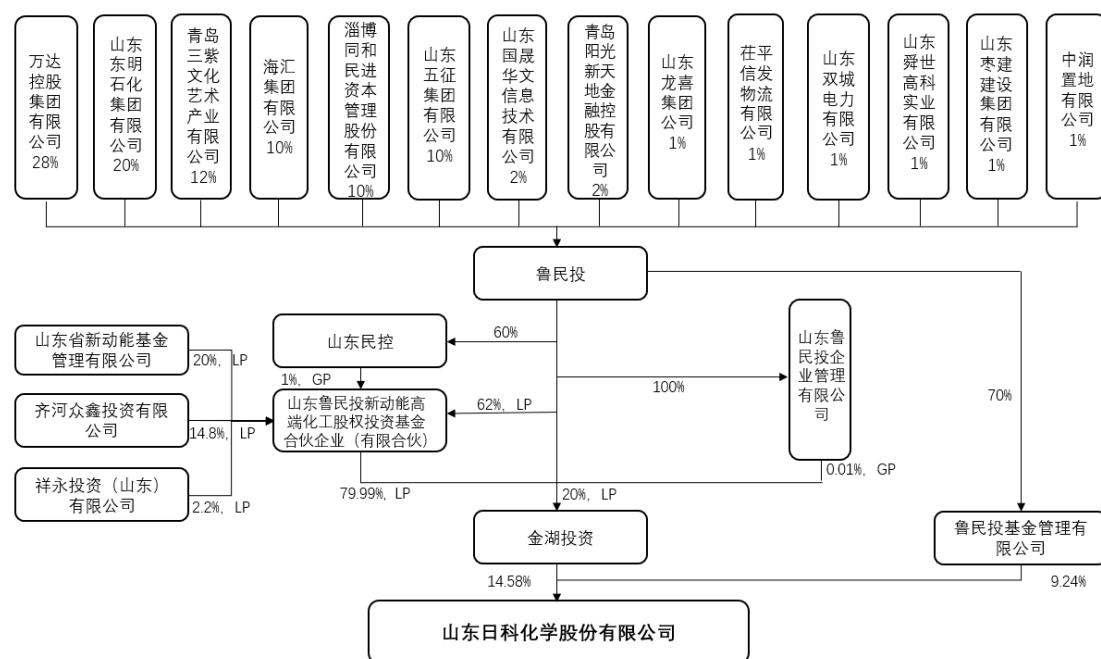 万达
控股
集团
有限
公司
28%
山东
东明
石化
集团
有限
公司
20%
青岛
三紫
文化
艺术
产业
有限
公司
12%
海汇
集团
有限
公司
10%
淄博
同和
民进
资本
管理
股份
有限
公司
10%
山东
五征
集团
有限
公司
10%
山东
国晟
华文
信息
技术
有限
公司
2%
青岛
阳光
新天
地金
融控
股有
限公
司
2%
山东
龙喜
集团
公司
1%
茌平
信发
物流
有限
公司
1%
山东
双城
电力
有限
公司
1%
山东
舜世
高科
实业
有限
公司
1%
山东
枣建
建设
集团
有限
公司
1%
中润
置地
有限
公司
1%
鲁民投
山东省新动能基金
管理有限公司
20%, LP
山东民控
60%
1%, GP
山东鲁
民投企
业管理
有限公
司
100%
70%
齐河众鑫投资有限
公司
14.8%, LP
山东鲁民投新动能高
端化工股权投资基金
合伙企业（有限合伙）
62%, LP
祥永投资（山东）
有限公司
2.2%, LP
79.99%, LP
20%, LP
0.01%, GP
金湖投资
鲁民投基金管理有
限公司
14.58%
9.24%
山东日科化学股份有限公司